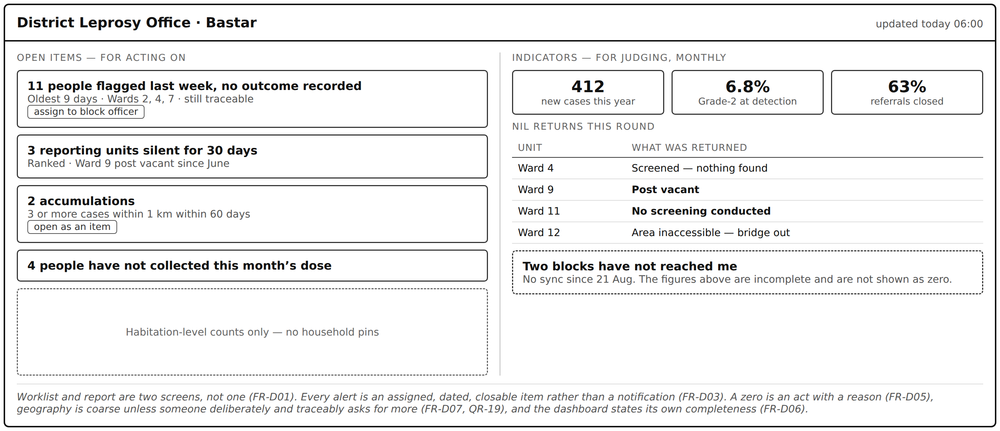 District Leprosy Office · Bastar
updated today 06:00
OPEN ITEMS — FOR ACTING ON
11 people flagged last week, no outcome recorded
Oldest 9 days · Wards 2, 4, 7 · still traceable
assign to block officer
3 reporting units silent for 30 days
Ranked · Ward 9 post vacant since June
2 accumulations
3 or more cases within 1 km within 60 days
open as an item
4 people have not collected this month’s dose
Habitation-level counts only — no household pins
INDICATORS — FOR JUDGING, MONTHLY
412
new cases this year
6.8%
Grade-2 at detection
63%
referrals closed
NIL RETURNS THIS ROUND
UNIT WHAT WAS RETURNED
Ward 4 Screened — nothing found
Ward 9 Post vacant
Ward 11 No screening conducted
Ward 12 Area inaccessible — bridge out
Two blocks have not reached me
No sync since 21 Aug. The figures above are incomplete and are not shown as zero.
Worklist and report are two screens, not one (FR-D01). Every alert is an assigned, dated, closable item rather than a notification (FR-D03). A zero is an act with a reason (FR-D05),
geography is coarse unless someone deliberately and traceably asks for more (FR-D07, QR-19), and the dashboard states its own completeness (FR-D06).